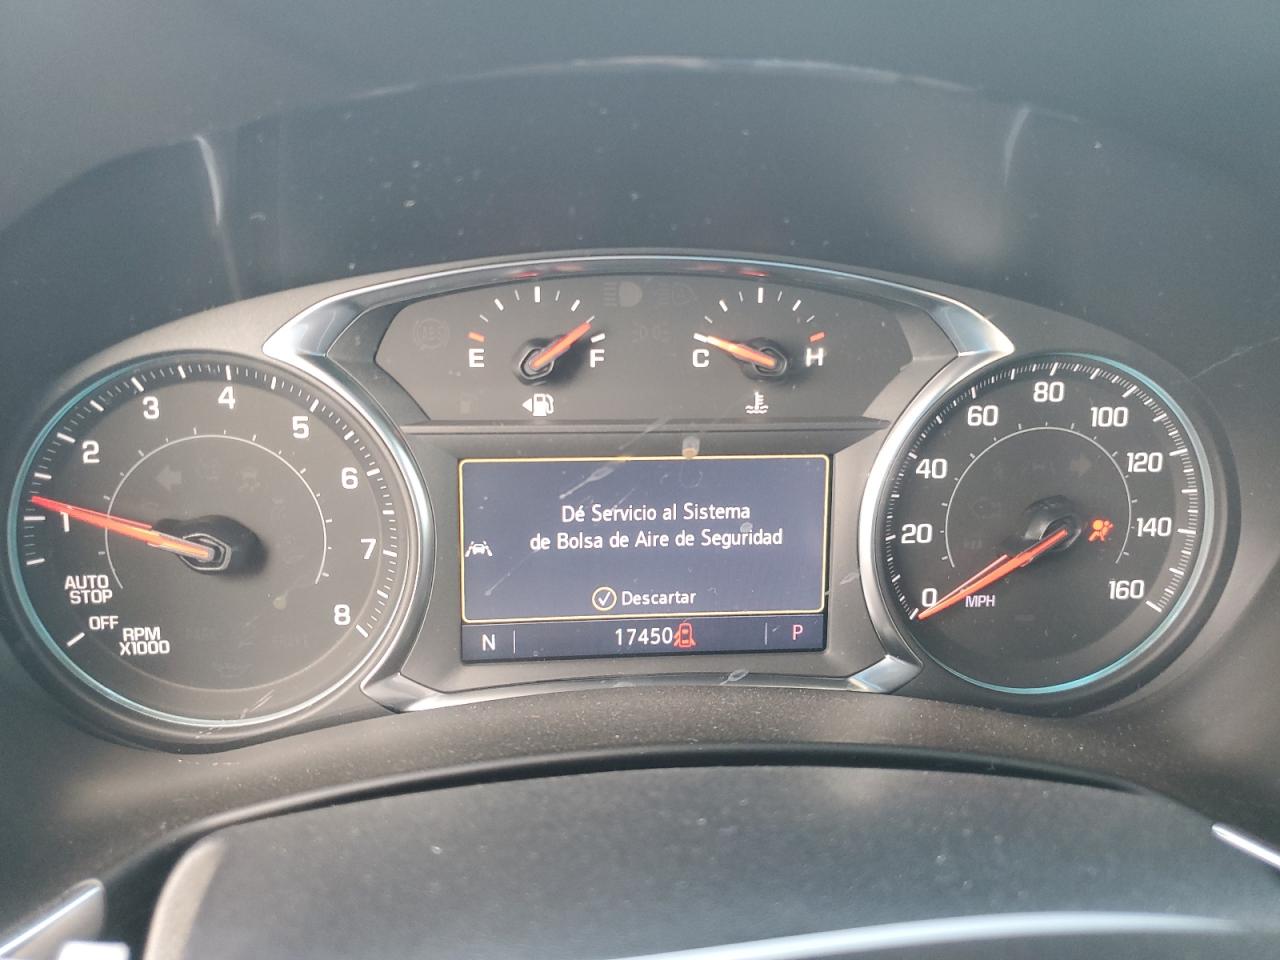 E F
C H
1 2 3 4 5 6 7 8
AUTO
STOP
OFF
RPM
X1000
Dé Servicio al Sistema
de Bolsa de Aire de Seguridad
Descartar
N 17450 P
0 20 40 60 80 100 120 140 160
MPH